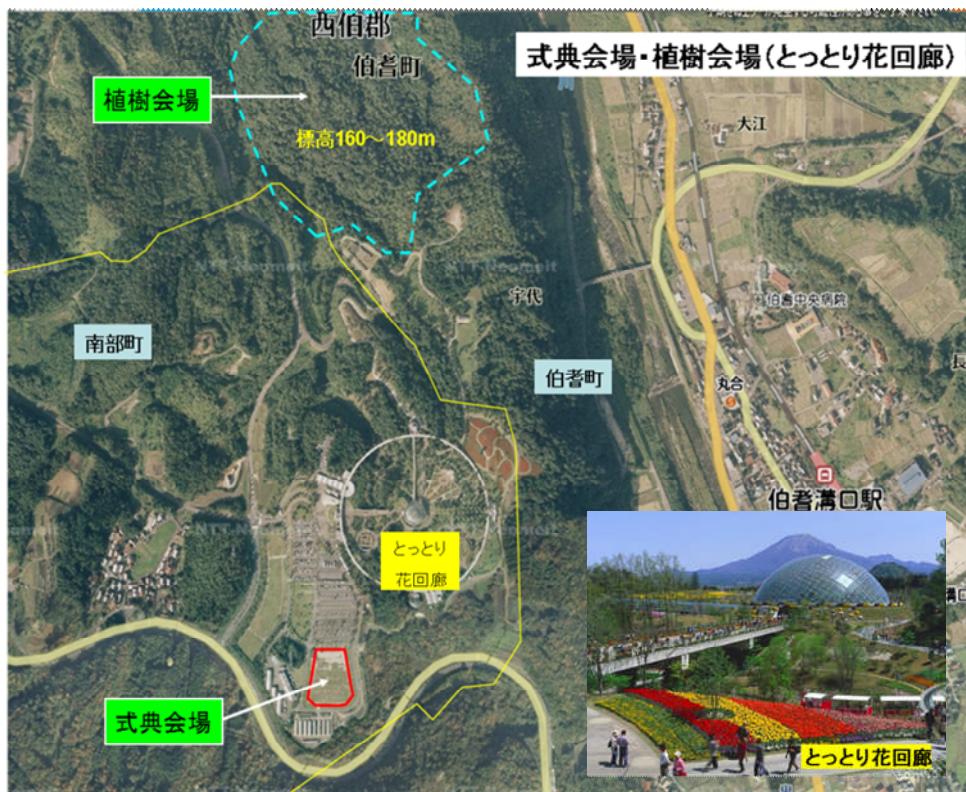 西伯郡
伯耆町
式典会場・植樹会場(とっとり花回廊)
植樹会場
大江
標高160~180m
宇代
伯耆中央病院
南部町
伯耆町
丸合
長
伯耆溝口駅
とっとり
花回廊
式典会場
とっとり花回廊